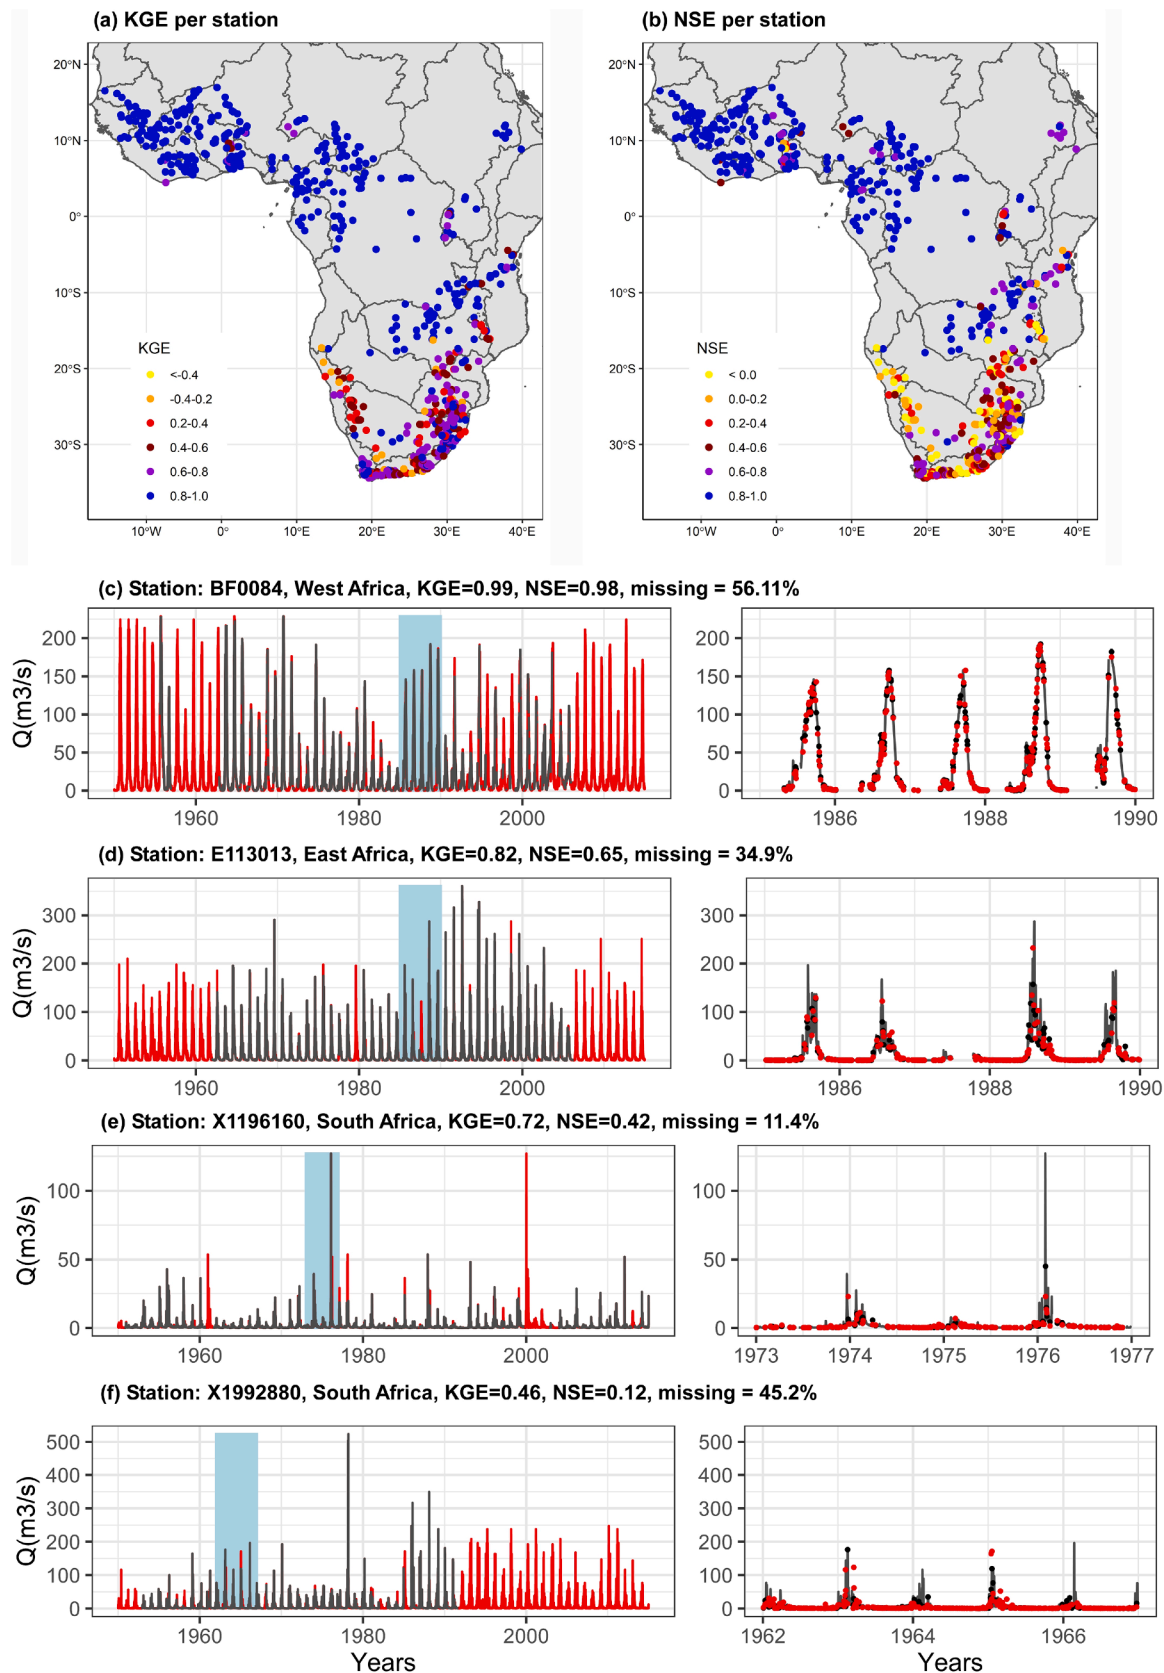 (a) KGE per station
(b) NSE per station
20°N
10°N
0°
10°S
20°S
30°S
KGE
<-0.4
-0.4-0.2
0.2-0.4
0.4-0.6
0.6-0.8
0.8-1.0
10°W 0° 10°E 20°E 30°E 40°E
20°N
10°N
0°
10°S
20°S
30°S
NSE
< 0.0
0.0-0.2
0.2-0.4
0.4-0.6
0.6-0.8
0.8-1.0
10°W 0° 10°E 20°E 30°E 40°E
(c) Station: BF0084, West Africa, KGE=0.99, NSE=0.98, missing = 56.11%
Q(m3/s)
200
150
100
50
0
1960 1980 2000
200
150
100
50
0
1986 1988 1990
(d) Station: E113013, East Africa, KGE=0.82, NSE=0.65, missing = 34.9%
Q(m3/s)
300
200
100
0
1960 1980 2000
300
200
100
0
1986 1988 1990
(e) Station: X1196160, South Africa, KGE=0.72, NSE=0.42, missing = 11.4%
Q(m3/s)
100
50
0
1960 1980 2000
100
50
0
1973 1974 1975 1976 1977
(f) Station: X1992880, South Africa, KGE=0.46, NSE=0.12, missing = 45.2%
Q(m3/s)
500
400
300
200
100
0
1960 1980 2000
Years
500
400
300
200
100
0
1962 1964 1966
Years